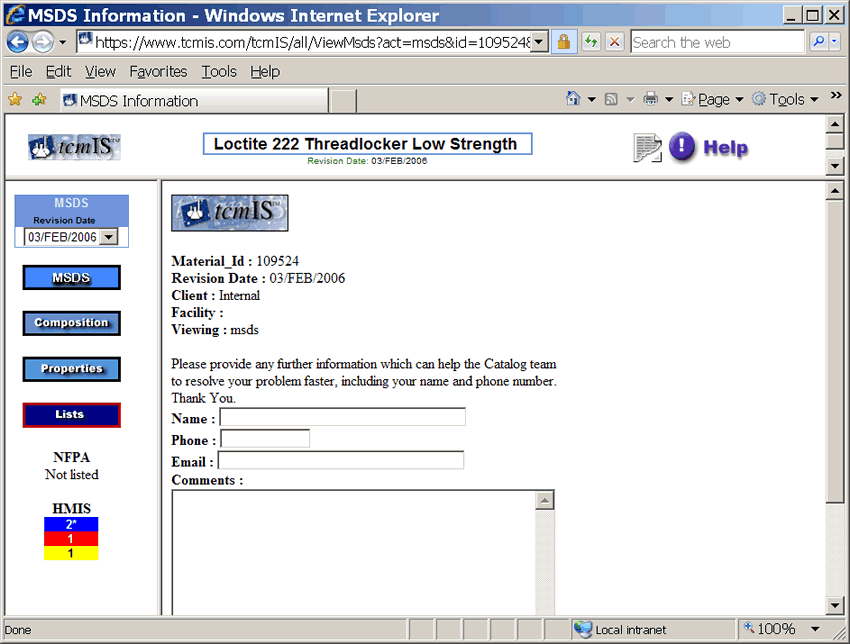 MSDS Information - Windows Internet Explorer
https://www.tcmis.com/tcmIS/all/ViewMsds?act=msds&id=109524&
Search the web
File Edit View Favorites Tools Help
MSDS Information
Page Tools »
tcmIS™
Loctite 222 Threadlocker Low Strength
Revision Date: 03/FEB/2006
! Help
MSDS
Revision Date
03/FEB/2006
MSDS
Composition
Properties
Lists
NFPA
Not listed
HMIS
2*
1
1
tcmIS™
Material_Id : 109524
Revision Date : 03/FEB/2006
Client : Internal
Facility :
Viewing : msds
Please provide any further information which can help the Catalog team
to resolve your problem faster, including your name and phone number.
Thank You.
Name :
Phone :
Email :
Comments :
Done
Local intranet
100%